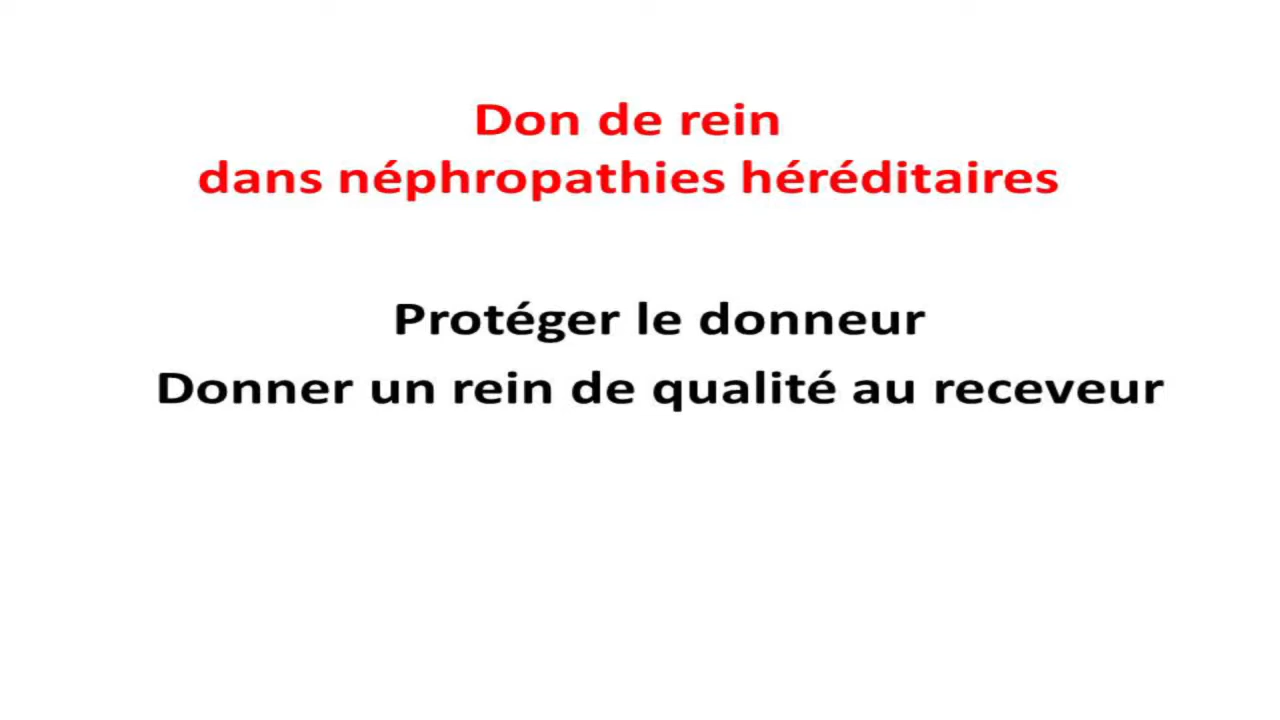 Don de rein
dans néphropathies héréditaires
Protéger le donneur
Donner un rein de qualité au receveur